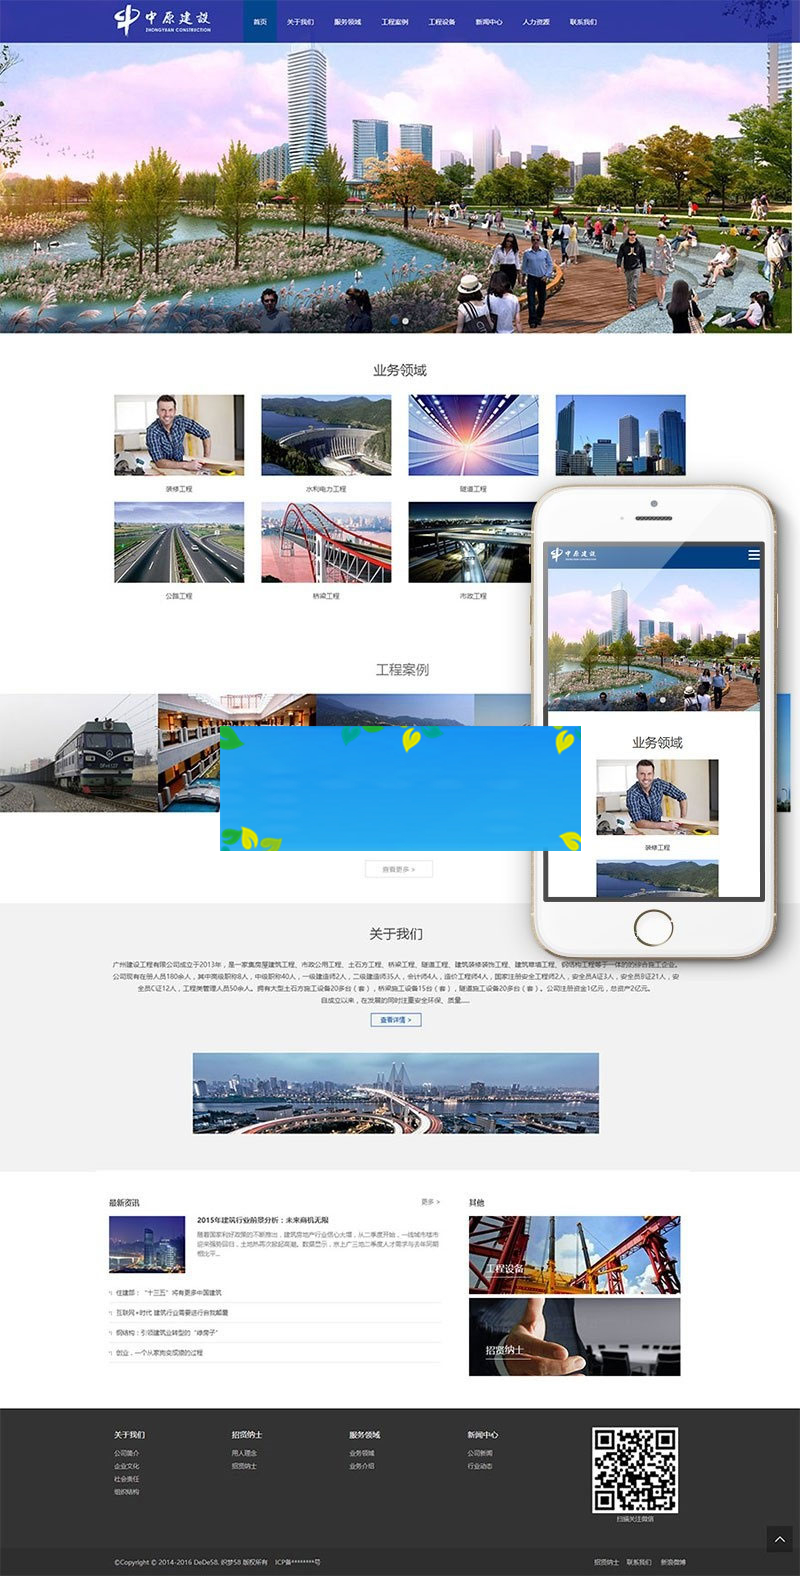 中原建設
ZHONGYUAN CONSTRUCTION
首页 关于我们 服务领域 工程案例 工程设备 新闻中心 人力资源 联系我们
业务领域
装修工程 水利电力工程 隧道工程
公路工程 桥梁工程 市政工程
工程案例
查看更多 >
中原建設
业务领域
装修工程
关于我们
广州建设工程有限公司成立于2013年，是一家集房屋建筑工程、市政公用工程、土石方工程、桥梁工程、隧道工程、建筑装修装饰工程、建筑幕墙工程、钢结构工程等于一体的的综合施工企业。
公司现有在册人员180余人，其中高级职称8人，中级职称40人，一级建造师2人，二级建造师35人，会计师4人，造价工程师4人，国家注册安全工程师2人，安全员A证3人，安全员B证21人，安
全员C证12人，工程类管理人员50余人。拥有大型土石方施工设备20多台（套），桥梁施工设备15台（套），隧道施工设备20多台（套）。公司注册资金1亿元，总资产2亿元。
自成立以来，在发展的同时注重安全环保、质量.....
查看详情 >
最新资讯 更多 >
2015年建筑行业前景分析：未来商机无限
随着国家利好政策的不断推出，建筑房地产行业信心大增，从二季度开始，一线城市楼市
迎来强势回归，土地热再次掀起高潮。数据显示，京上广三地二季度人才需求与去年同期
相比平...
住建部：“十三五”将有更多中国建筑
互联网+时代 建筑行业需要进行自我颠覆
钢结构：引领建筑业转型的“绿房子”
创业，一个从家岗变成顺的过程
其他
工程设备
招贤纳士
关于我们 招贤纳士 服务领域 新闻中心
公司简介 用人理念 业务领域 公司新闻
企业文化 招贤纳士 业务介绍 行业动态
社会责任
组织结构
扫描关注微信
©Copyright © 2014-2016 DeDe58, 织梦58 版权所有 ICP备********号
招贤纳士 联系我们 新浪微博